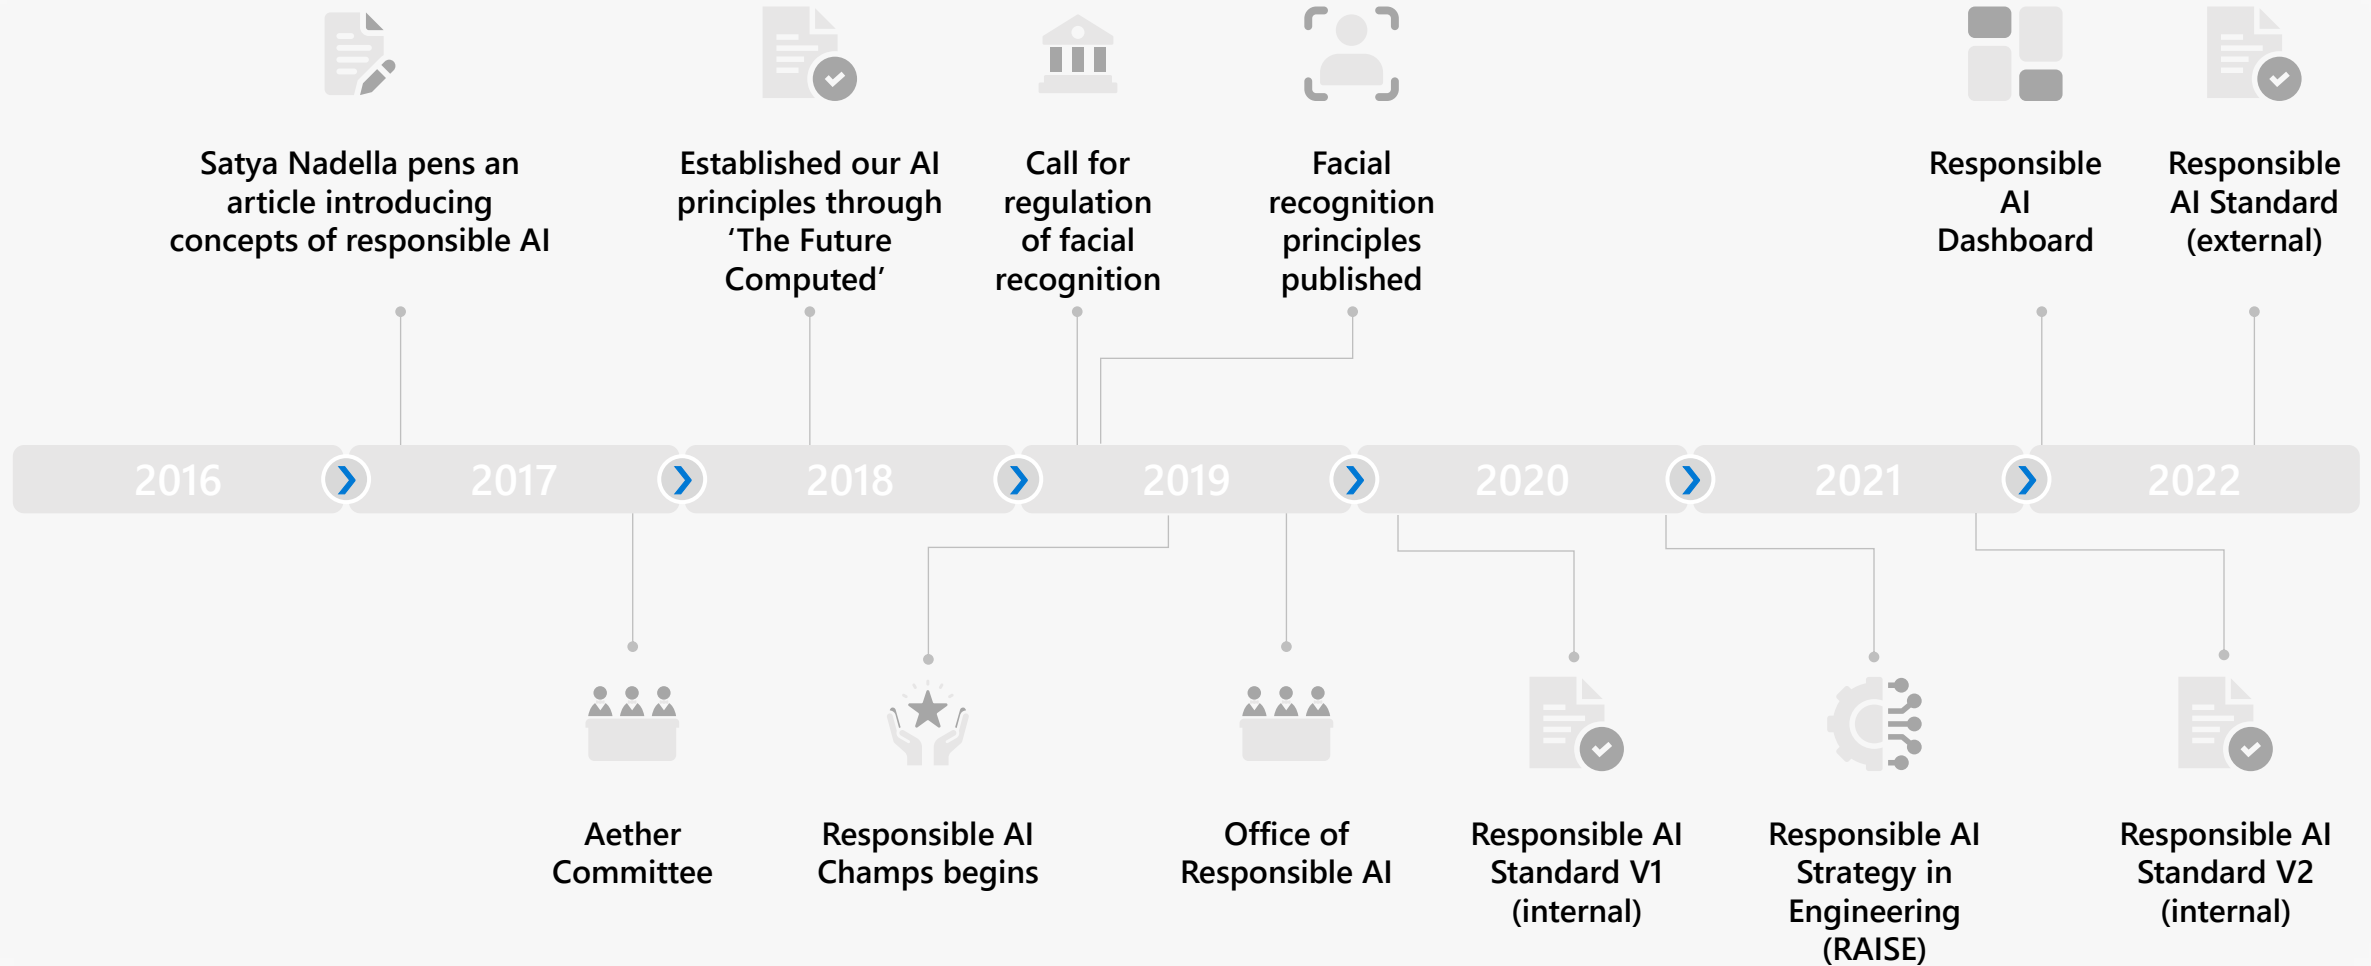 Satya Nadella pens an
article introducing
concepts of responsible AI
Established our AI
principles through
‘The Future
Computed’
Call for
regulation
of facial
recognition
Facial
recognition
principles
published
Responsible
AI
Dashboard
Responsible
AI Standard
(external)
2016
2017
2018
2019
2020
2021
2022
Aether
Committee
Responsible AI
Champs begins
Office of
Responsible AI
Responsible AI
Standard V1
(internal)
Responsible AI
Strategy in
Engineering
(RAISE)
Responsible AI
Standard V2
(internal)